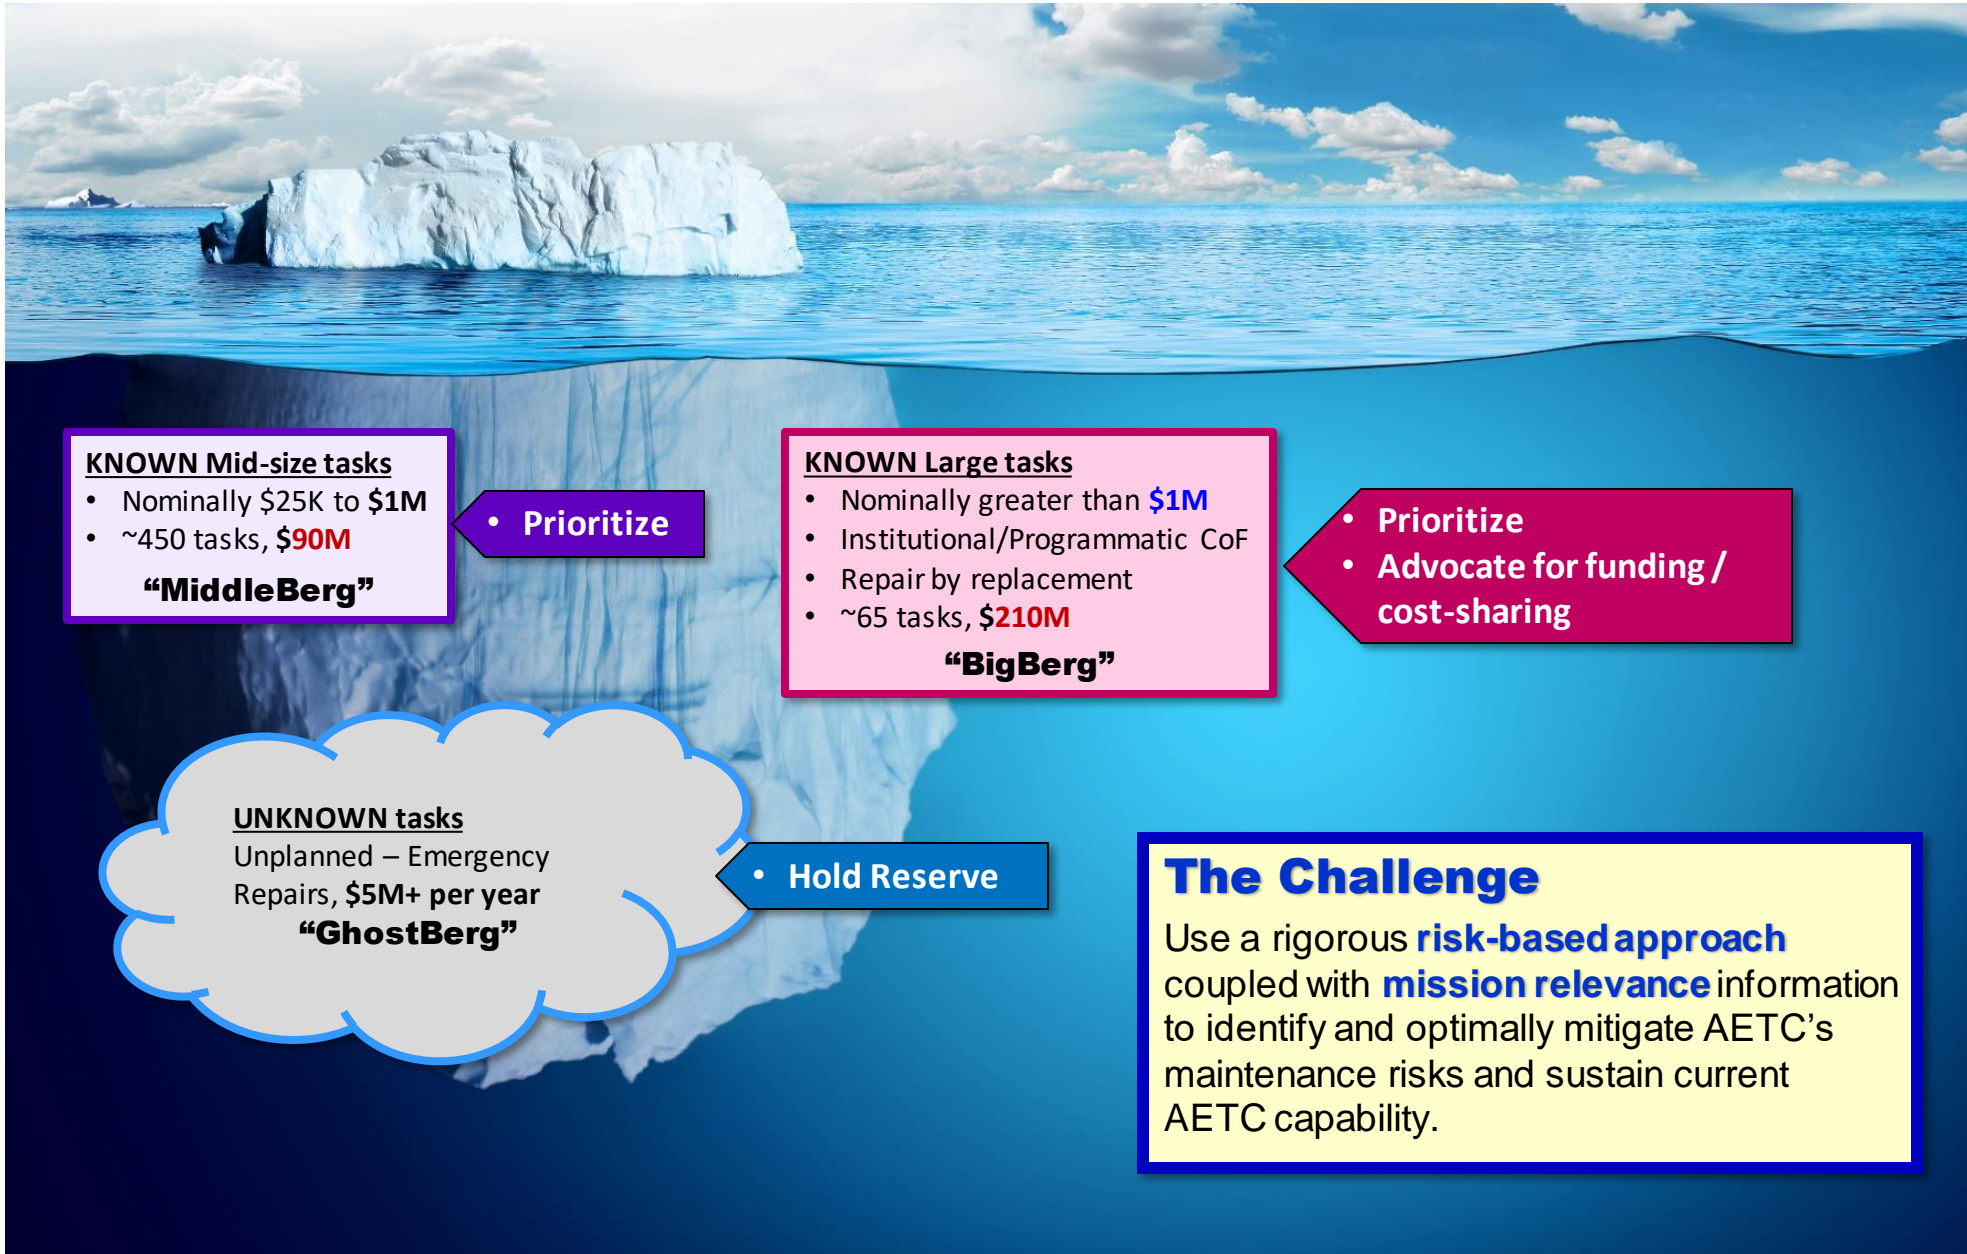 KNOWN Mid-size tasks
• Nominally $25K to $1M
• ~450 tasks, $90M
“MiddleBerg”
• Prioritize
KNOWN Large tasks
• Nominally greater than $1M
• Institutional/Programmatic CoF
• Repair by replacement
• ~65 tasks, $210M
“BigBerg”
• Prioritize
• Advocate for funding /
cost-sharing
UNKNOWN tasks
Unplanned – Emergency
Repairs, $5M+ per year
“GhostBerg”
• Hold Reserve
The Challenge
Use a rigorous risk-based approach
coupled with mission relevance information
to identify and optimally mitigate AETC’s
maintenance risks and sustain current
AETC capability.